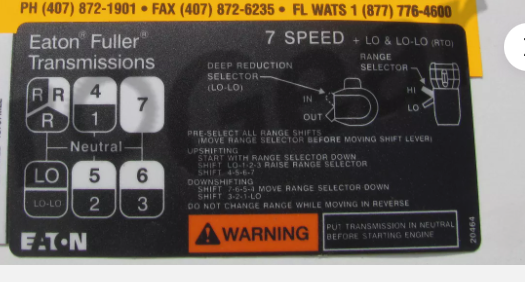 PH (407) 872-1901 • FAX (407) 872-6235 • FL WATS 1 (877) 776-4600
Eaton® Fuller®
Transmissions
7 SPEED + LO & LO-LO (RTO)
DEEP REDUCTION
SELECTOR
(LO-LO)
RANGE
SELECTOR
HI
LO
IN
OUT
R R 4 7
R 1
Neutral
LO 5 6
LO-LO 2 3
PRE-SELECT ALL RANGE SHIFTS
(MOVE RANGE SELECTOR BEFORE MOVING SHIFT LEVER)
UPSHIFTING
START WITH RANGE SELECTOR DOWN
SHIFT LO-1-2-3 RAISE RANGE SELECTOR
SHIFT 4-5-6-7
DOWNSHIFTING
SHIFT 7-6-5-4 MOVE RANGE SELECTOR DOWN
SHIFT 3-2-1-LO
DO NOT CHANGE RANGE WHILE MOVING IN REVERSE
EATON
WARNING
PUT TRANSMISSION IN NEUTRAL
BEFORE STARTING ENGINE
20464